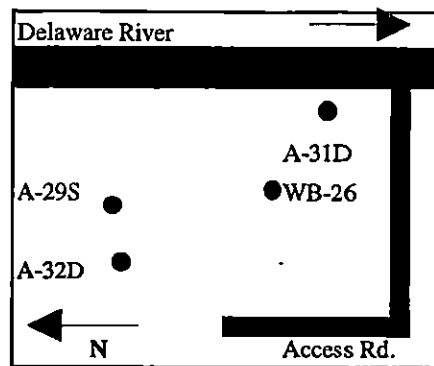 Delaware River
A-31D
A-29S
WB-26
A-32D
N
Access Rd.